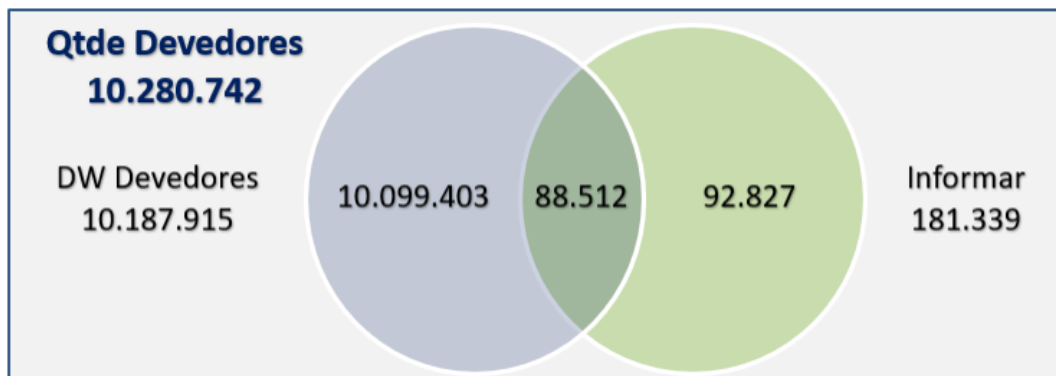 Qtde Devedores
10.280.742
DW Devedores
10.187.915
10.099.403
88.512
92.827
Informar
181.339